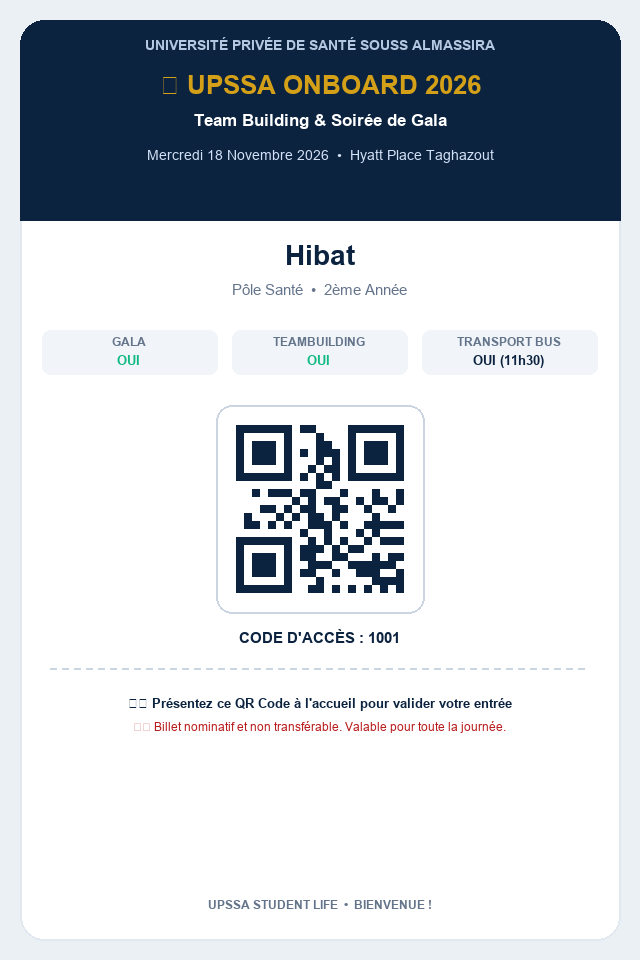 UNIVERSITÉ PRIVÉE DE SANTÉ SOUSS ALMASSIRA
UPSSA ONBOARD 2026
Team Building & Soirée de Gala
Mercredi 18 Novembre 2026 • Hyatt Place Taghazout
Hibat
Pôle Santé • 2ème Année
GALA
OUI
TEAMBUILDING
OUI
TRANSPORT BUS
OUI (11h30)
CODE D'ACCÈS : 1001
Présentez ce QR Code à l'accueil pour valider votre entrée
Billet nominatif et non transférable. Valable pour toute la journée.
UPSSA STUDENT LIFE • BIENVENUE !